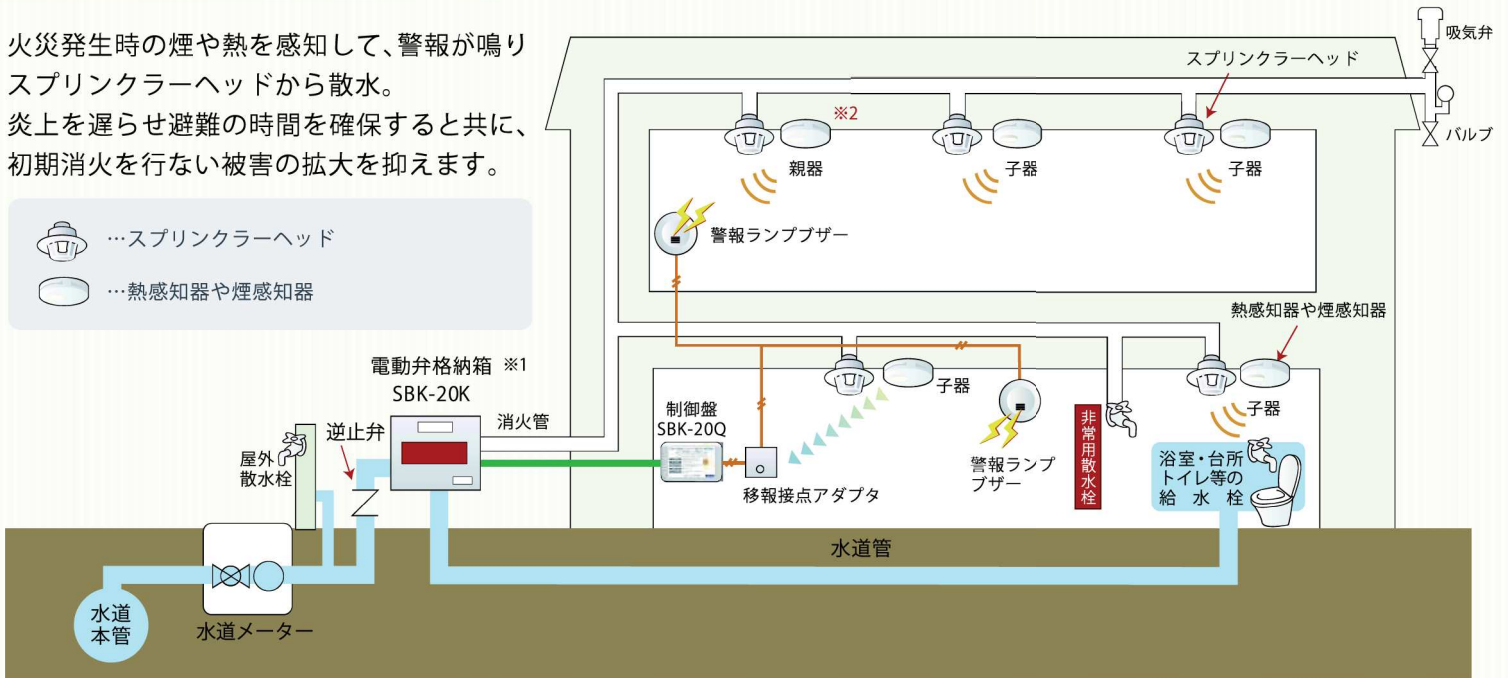 火災発生時の煙や熱を感知して、警報が鳴り
スプリンクラーヘッドから散水。
炎上を遅らせ避難の時間を確保すると共に、
初期消火を行ない被害の拡大を抑えます。
…スプリンクラーヘッド
…熱感知器や煙感知器
吸気弁
スプリンクラーヘッド
バルブ
※2
親器
子器
子器
警報ランプブザー
熱感知器や煙感知器
電動弁格納箱 ※1
SBK-20K
消火管
逆止弁
屋外
散水栓
制御盤
SBK-20Q
移報接点アダプタ
子器
警報ランプ
ブザー
非常用散水栓
子器
浴室・台所
トイレ等の
給水栓
水道管
水道
本管
水道メーター